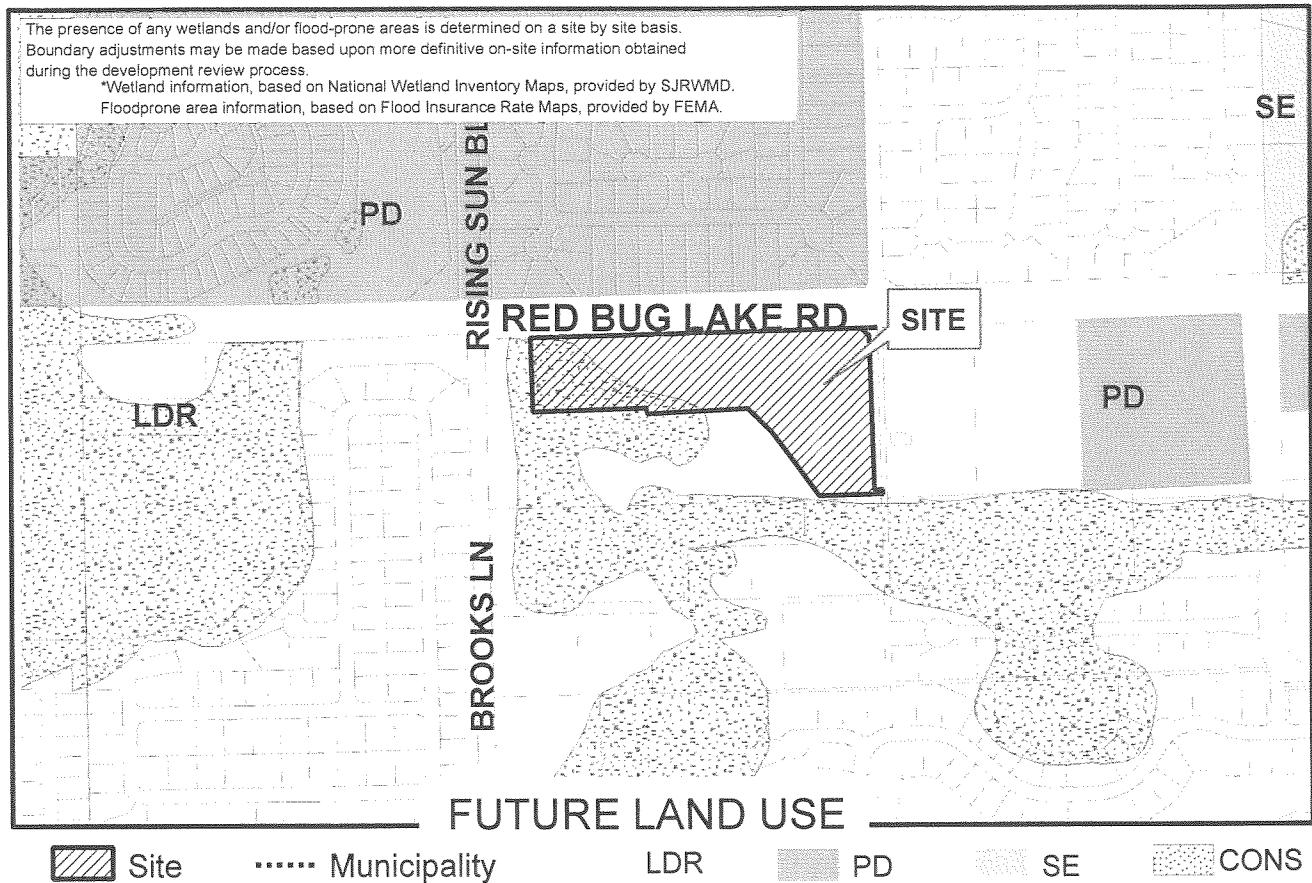 The presence of any wetlands and/or flood-prone areas is determined on a site by site basis.
Boundary adjustments may be made based upon more definitive on-site information obtained
during the development review process.
*Wetland information, based on National Wetland Inventory Maps, provided by SJRWMD.
Floodprone area information, based on Flood Insurance Rate Maps, provided by FEMA.
SE
PD
RISING SUN BL
RED BUG LAKE RD
SITE
LDR
PD
BROOKS LN
FUTURE LAND USE
Site
Municipality
LDR
PD
SE
CONS